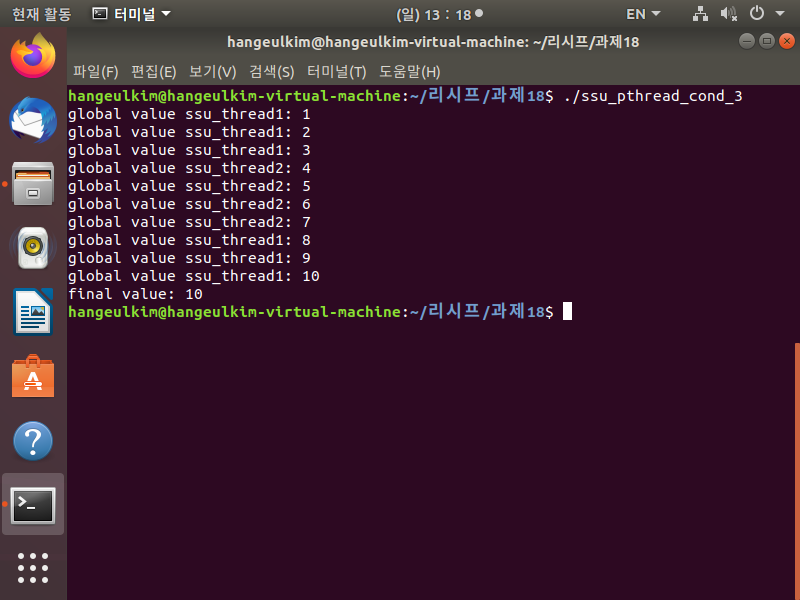 현재 활동 터미널 (일) 13 : 18 EN
hangeulkim@hangeulkim-virtual-machine: ~/리시프/과제18
파일(F) 편집(E) 보기(V) 검색(S) 터미널(T) 도움말(H)
hangeulkim@hangeulkim-virtual-machine:~/리시프/과제18$ ./ssu_pthread_cond_3
global value ssu_thread1: 1
global value ssu_thread1: 2
global value ssu_thread1: 3
global value ssu_thread2: 4
global value ssu_thread2: 5
global value ssu_thread2: 6
global value ssu_thread2: 7
global value ssu_thread1: 8
global value ssu_thread1: 9
global value ssu_thread1: 10
final value: 10
hangeulkim@hangeulkim-virtual-machine:~/리시프/과제18$